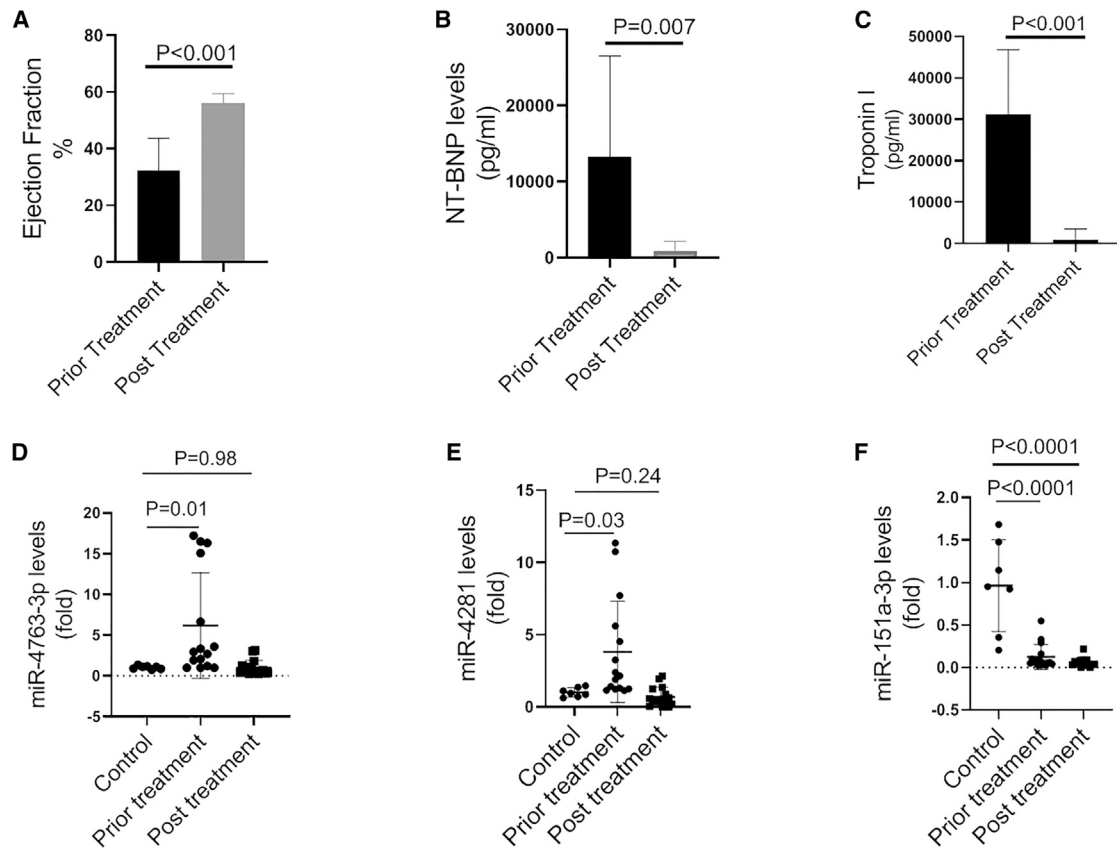 A
Ejection Fraction
%
80
60
40
20
0
P<0.001
Prior Treatment
Post Treatment
B
NT-BNP levels
(pg/ml)
30000
20000
10000
0
P=0.007
Prior Treatment
Post Treatment
C
Troponin I
(pg/ml)
50000
40000
30000
20000
10000
0
P<0.001
Prior Treatment
Post Treatment
D
miR-4763-3p levels
(fold)
20
15
10
5
0
-5
P=0.98
P=0.01
Control
Prior treatment
Post treatment
E
miR-4281 levels
(fold)
15
10
5
0
P=0.24
P=0.03
Control
Prior treatment
Post treatment
F
miR-151a-3p levels
(fold)
2.0
1.5
1.0
0.5
0.0
-0.5
P<0.0001
P<0.0001
Control
Prior treatment
Post treatment